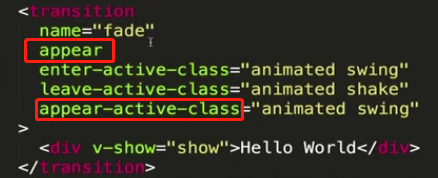 <transition
name="fade"
appear
enter-active-class="animated swing"
leave-active-class="animated shake"
appear-active-class="animated swing"
>
<div v-show="show">Hello World</div>
</transition>